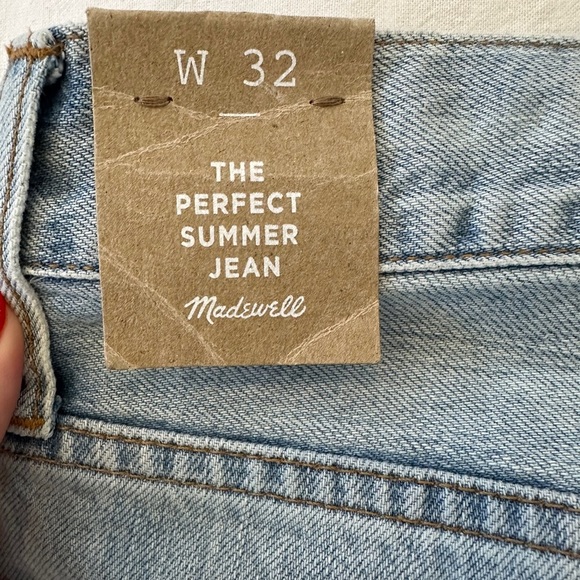 W 32
THE
PERFECT
SUMMER
JEAN
Madewell